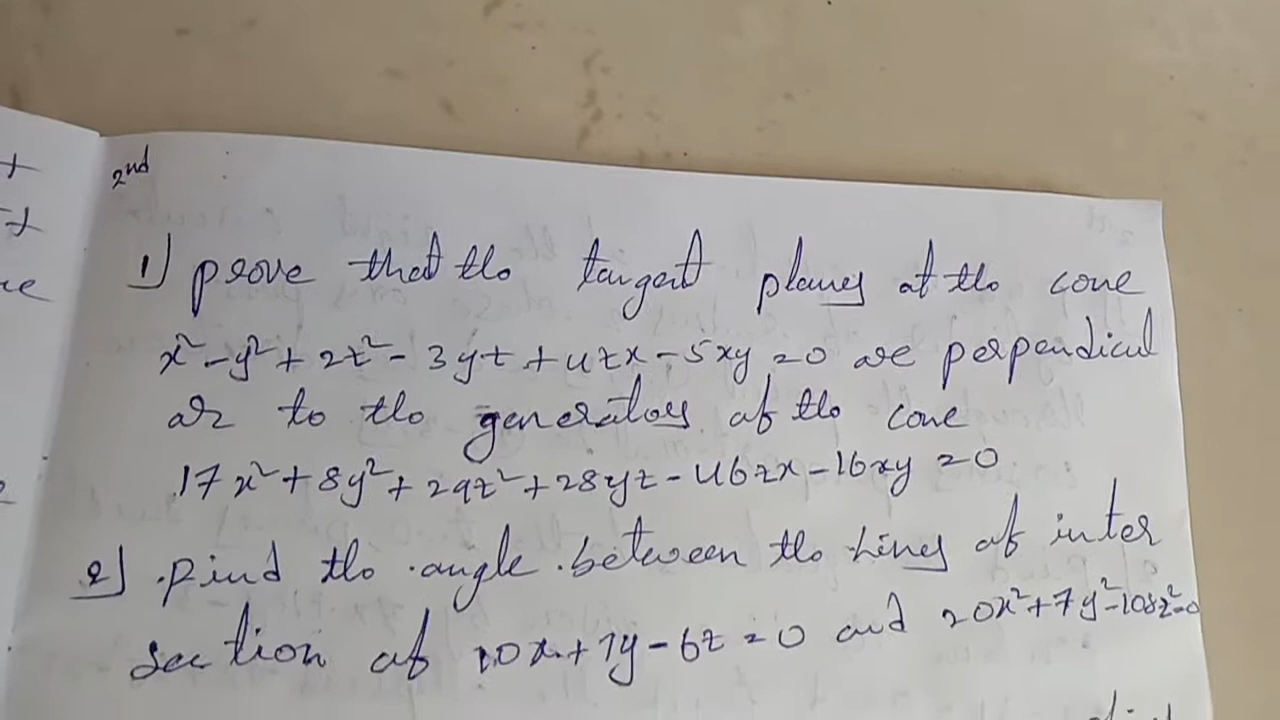 2nd
1) prove that the tangent planes at the cone
x² - y² + 2z² - 3yz + 4zx - 5xy = 0 are perpendicul
ar to the generators of the cone
17x² + 8y² + 29z² + 28yz - 46zx - 16xy = 0
2] Find the angle between the lines of inter
section of 10x + 7y - 6z = 0 and 20x² + 7y² - 108z² = 0